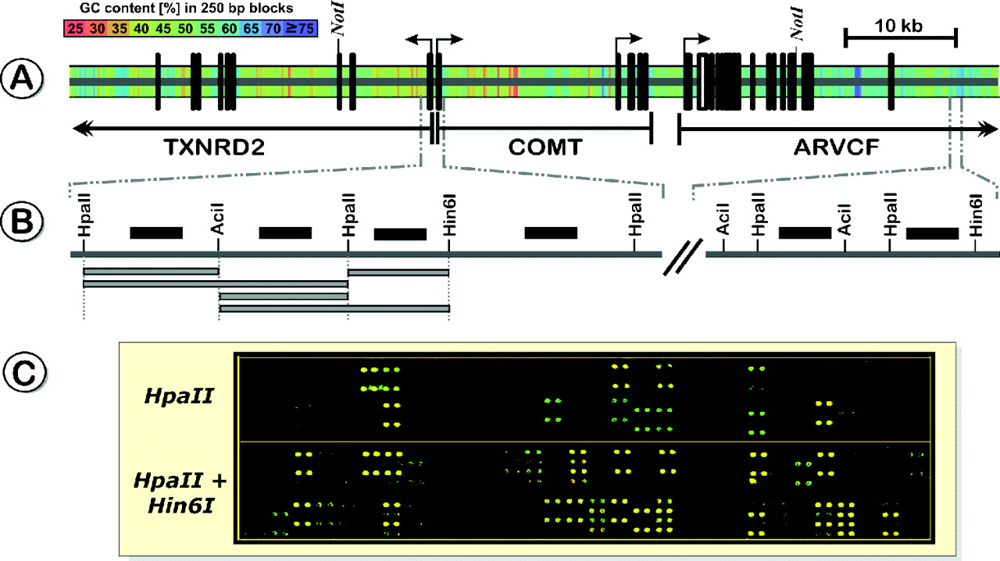 GC content [%] in 250 bp blocks
25 30 35 40 45 50 55 60 65 70 ≥75
NotI
NotI
10 kb
A
TXNRD2 COMT ARVCF
B
HpaII AciI HpaII Hin6I HpaII AciI HpaII AciI HpaII Hin6I
C
HpaII
HpaII +
Hin6I